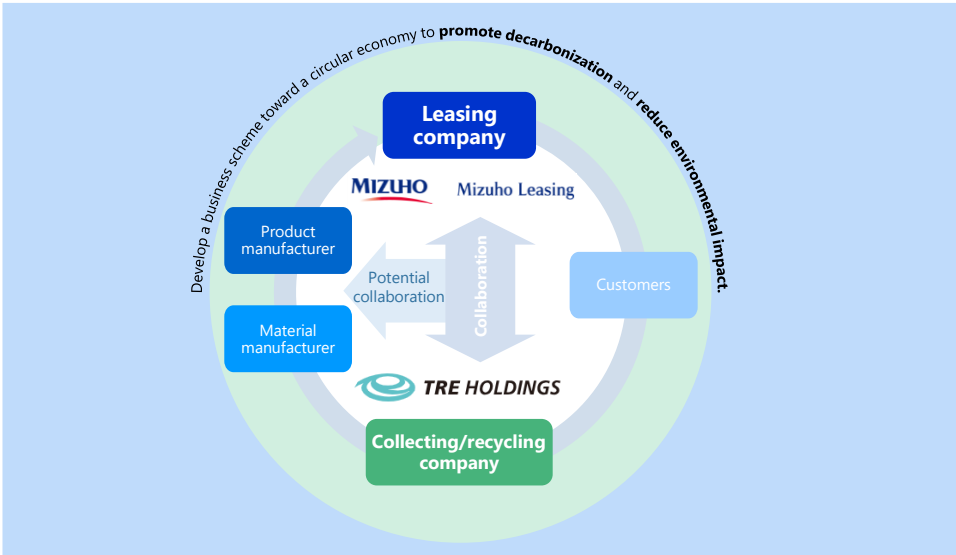 Develop a business scheme toward a circular economy to promote decarbonization and reduce environmental impact.
Leasing
company
MIZUHO
Mizuho Leasing
Product
manufacturer
Potential
collaboration
Collaboration
Customers
Material
manufacturer
TRE HOLDINGS
Collecting/recycling
company